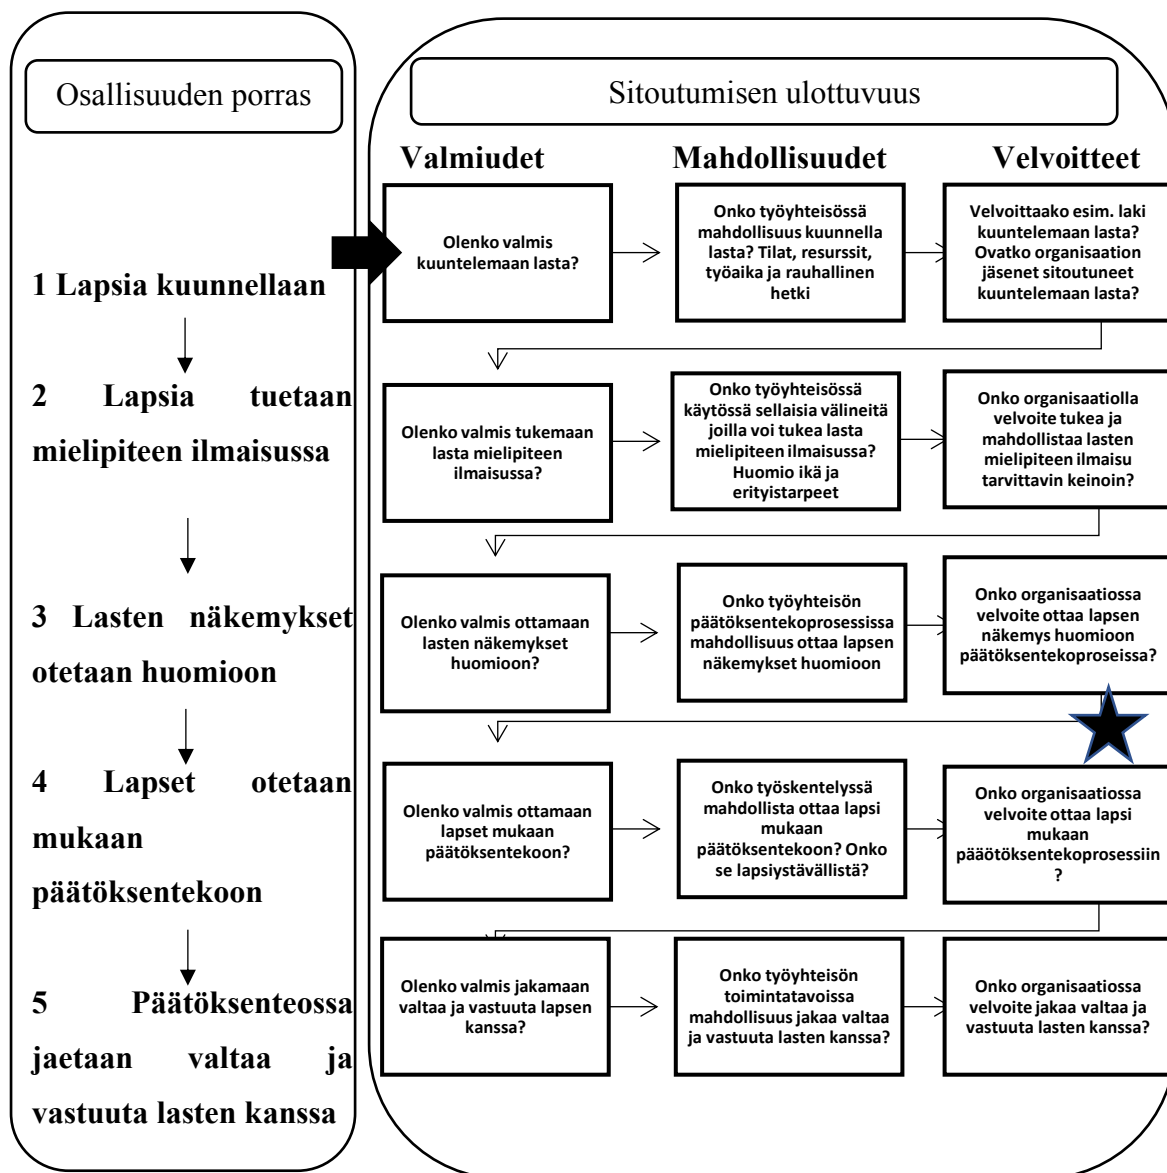 Osallisuuden porras
1 Lapsia kuunnellaan
2 Lapsia tuetaan
mielipiteen ilmaisussa
3 Lasten näkemykset
otetaan huomioon
4 Lapset otetaan
mukaan
päätöksentekoon
5 Päätöksenteossa
jaetaan valtaa ja
vastuuta lasten kanssa
Sitoutumisen ulottuvuus
Valmiudet
Mahdollisuudet
Velvoitteet
Olenko valmis
kuuntelemaan lasta?
Onko työyhteisössä
mahdollisuus kuunnella
lasta? Tilat, resurssit,
työaika ja rauhallinen
hetki
Velvoittaako esim. laki
kuuntelemaan lasta?
Ovatko organisaation
jäsenet sitoutuneet
kuuntelemaan lasta?
Olenko valmis tukemaan
lasta mielipiteen
ilmaisussa?
Onko työyhteisössä
käytössä sellaisia välineitä
joilla voi tukea lasta
mielipiteen ilmaisussa?
Huomio ikä ja
erityistarpeet
Onko organisaatiolla
velvoite tukea ja
mahdollistaa lasten
mielipiteen ilmaisu
tarvittavin keinoin?
Olenko valmis ottamaan
lasten näkemykset
huomioon?
Onko työyhteisön
päätöksentekoprosessissa
mahdollisuus ottaa lapsen
näkemykset huomioon
Onko organisaatiossa
velvoite ottaa lapsen
näkemys huomioon
päätöksentekoproseissa?
Olenko valmis ottamaan
lapset mukaan
päätöksentekoon?
Onko työskentelyssä
mahdollista ottaa lapsi
mukaan
päätöksentekoon? Onko
se lapsiystävällistä?
Onko organisaatiossa
velvoite ottaa lapsi
mukaan
pääötöksentekoprosessiin
?
Olenko valmis jakamaan
valtaa ja vastuuta lapsen
kanssa?
Onko työyhteisön
toimintatavoissa
mahdollisuus jakaa valtaa
ja vastuuta lasten kanssa?
Onko organisaatiossa
velvoite jakaa valtaa ja
vastuuta lasten kanssa?